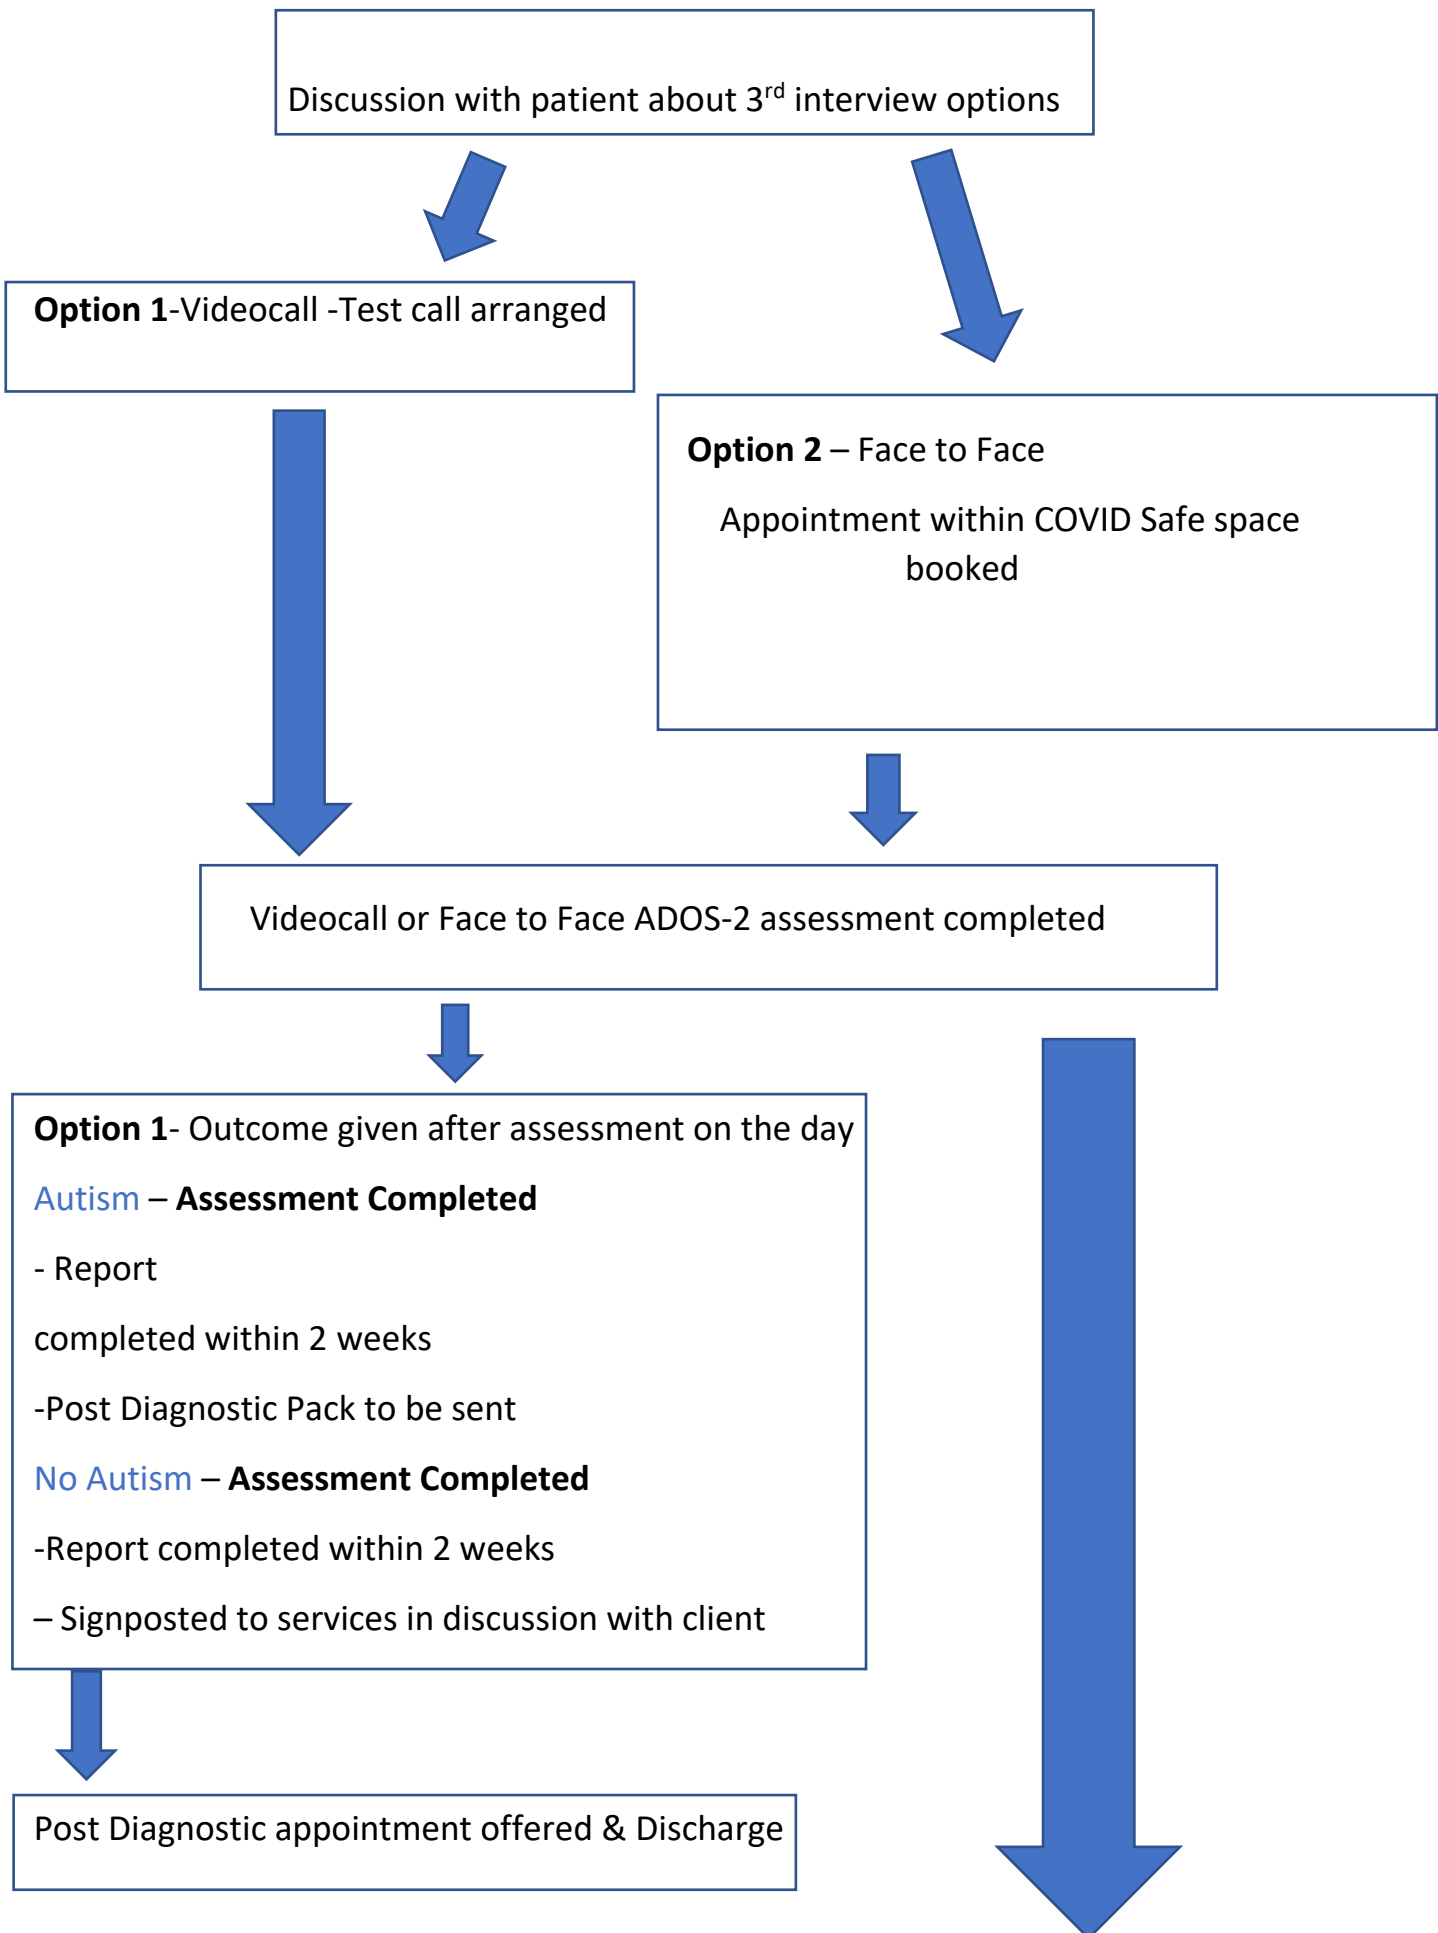 Discussion with patient about 3rd interview options
Option 1-Videocall -Test call arranged
Option 2 – Face to Face
Appointment within COVID Safe space
booked
Videocall or Face to Face ADOS-2 assessment completed
Option 1- Outcome given after assessment on the day
Autism – Assessment Completed
- Report
completed within 2 weeks
-Post Diagnostic Pack to be sent
No Autism – Assessment Completed
-Report completed within 2 weeks
– Signposted to services in discussion with client
Post Diagnostic appointment offered & Discharge